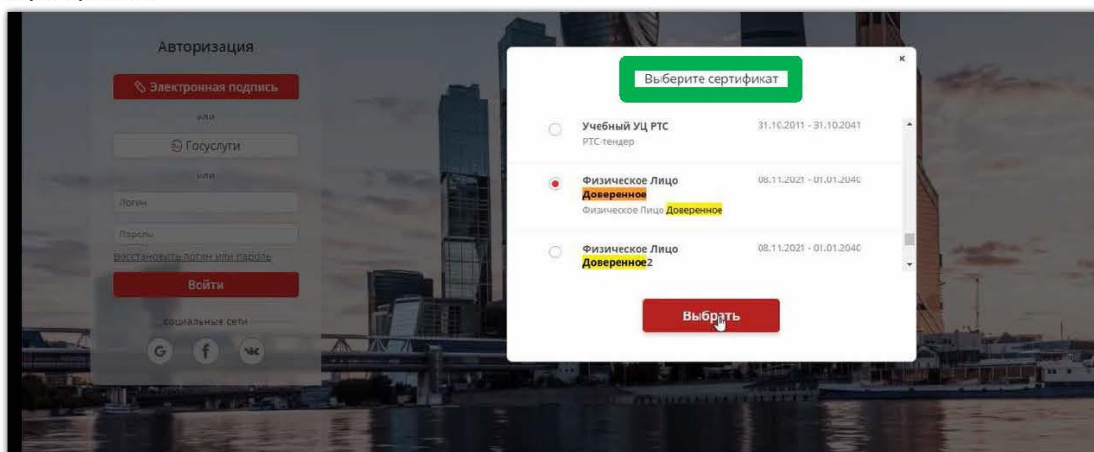 Авторизация
Электронная подпись
или
Госуслуги
или
Логин
Пароль
Восстановить логин или пароль
Войти
социальные сети
G f
Выберите сертификат
×
Учебный УЦ РТС 31.10.2011 - 31.10.2041
РТС-тендер
Физическое Лицо 08.11.2021 - 01.01.2040
Доверенное
Физическое Лицо Доверенное
Физическое Лицо 08.11.2021 - 01.01.2040
Доверенное2
Выбрать